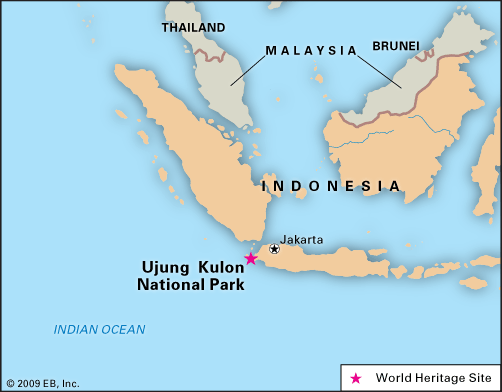 THAILAND
MALAYSIA
BRUNEI
INDONESIA
Jakarta
Ujung Kulon
National Park
INDIAN OCEAN
© 2009 EB, Inc.
World Heritage Site